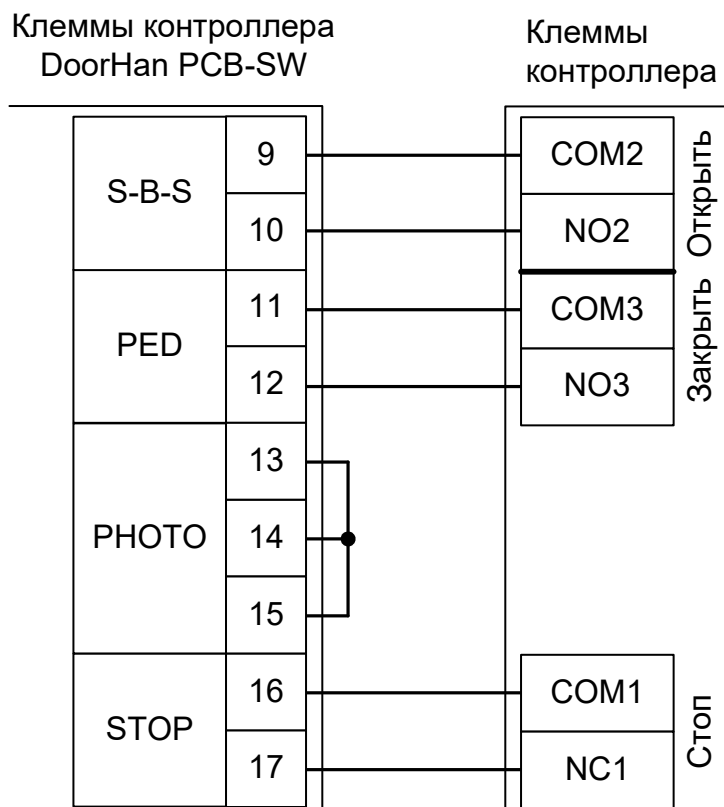 Клеммы контроллера
DoorHan PCB-SW
Клеммы
контроллера
S-B-S
9
10
COM2
NO2
Открыть
PED
11
12
COM3
NO3
Закрыть
PHOTO
13
14
15
STOP
16
17
COM1
NC1
Стоп